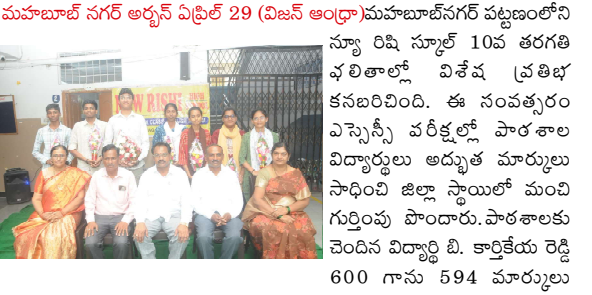 మహబూబ్ నగర్ అర్బన్ ఏప్రిల్ 29 (విజన్ ఆంధ్రా)మహబూబ్‌నగర్ పట్టణంలోని
న్యూ రిషి స్కూల్ 10వ తరగతి
ఫలితాల్లో విశేష ప్రతిభ
కనబరిచింది. ఈ సంవత్సరం
ఎస్సెస్సీ పరీక్షల్లో పాఠశాల
విద్యార్థులు అద్భుత మార్కులు
సాధించి జిల్లా స్థాయిలో మంచి
గుర్తింపు పొందారు.పాఠశాలకు
చెందిన విద్యార్థి బి. కార్తికేయ రెడ్డి
600 గాను 594 మార్కులు